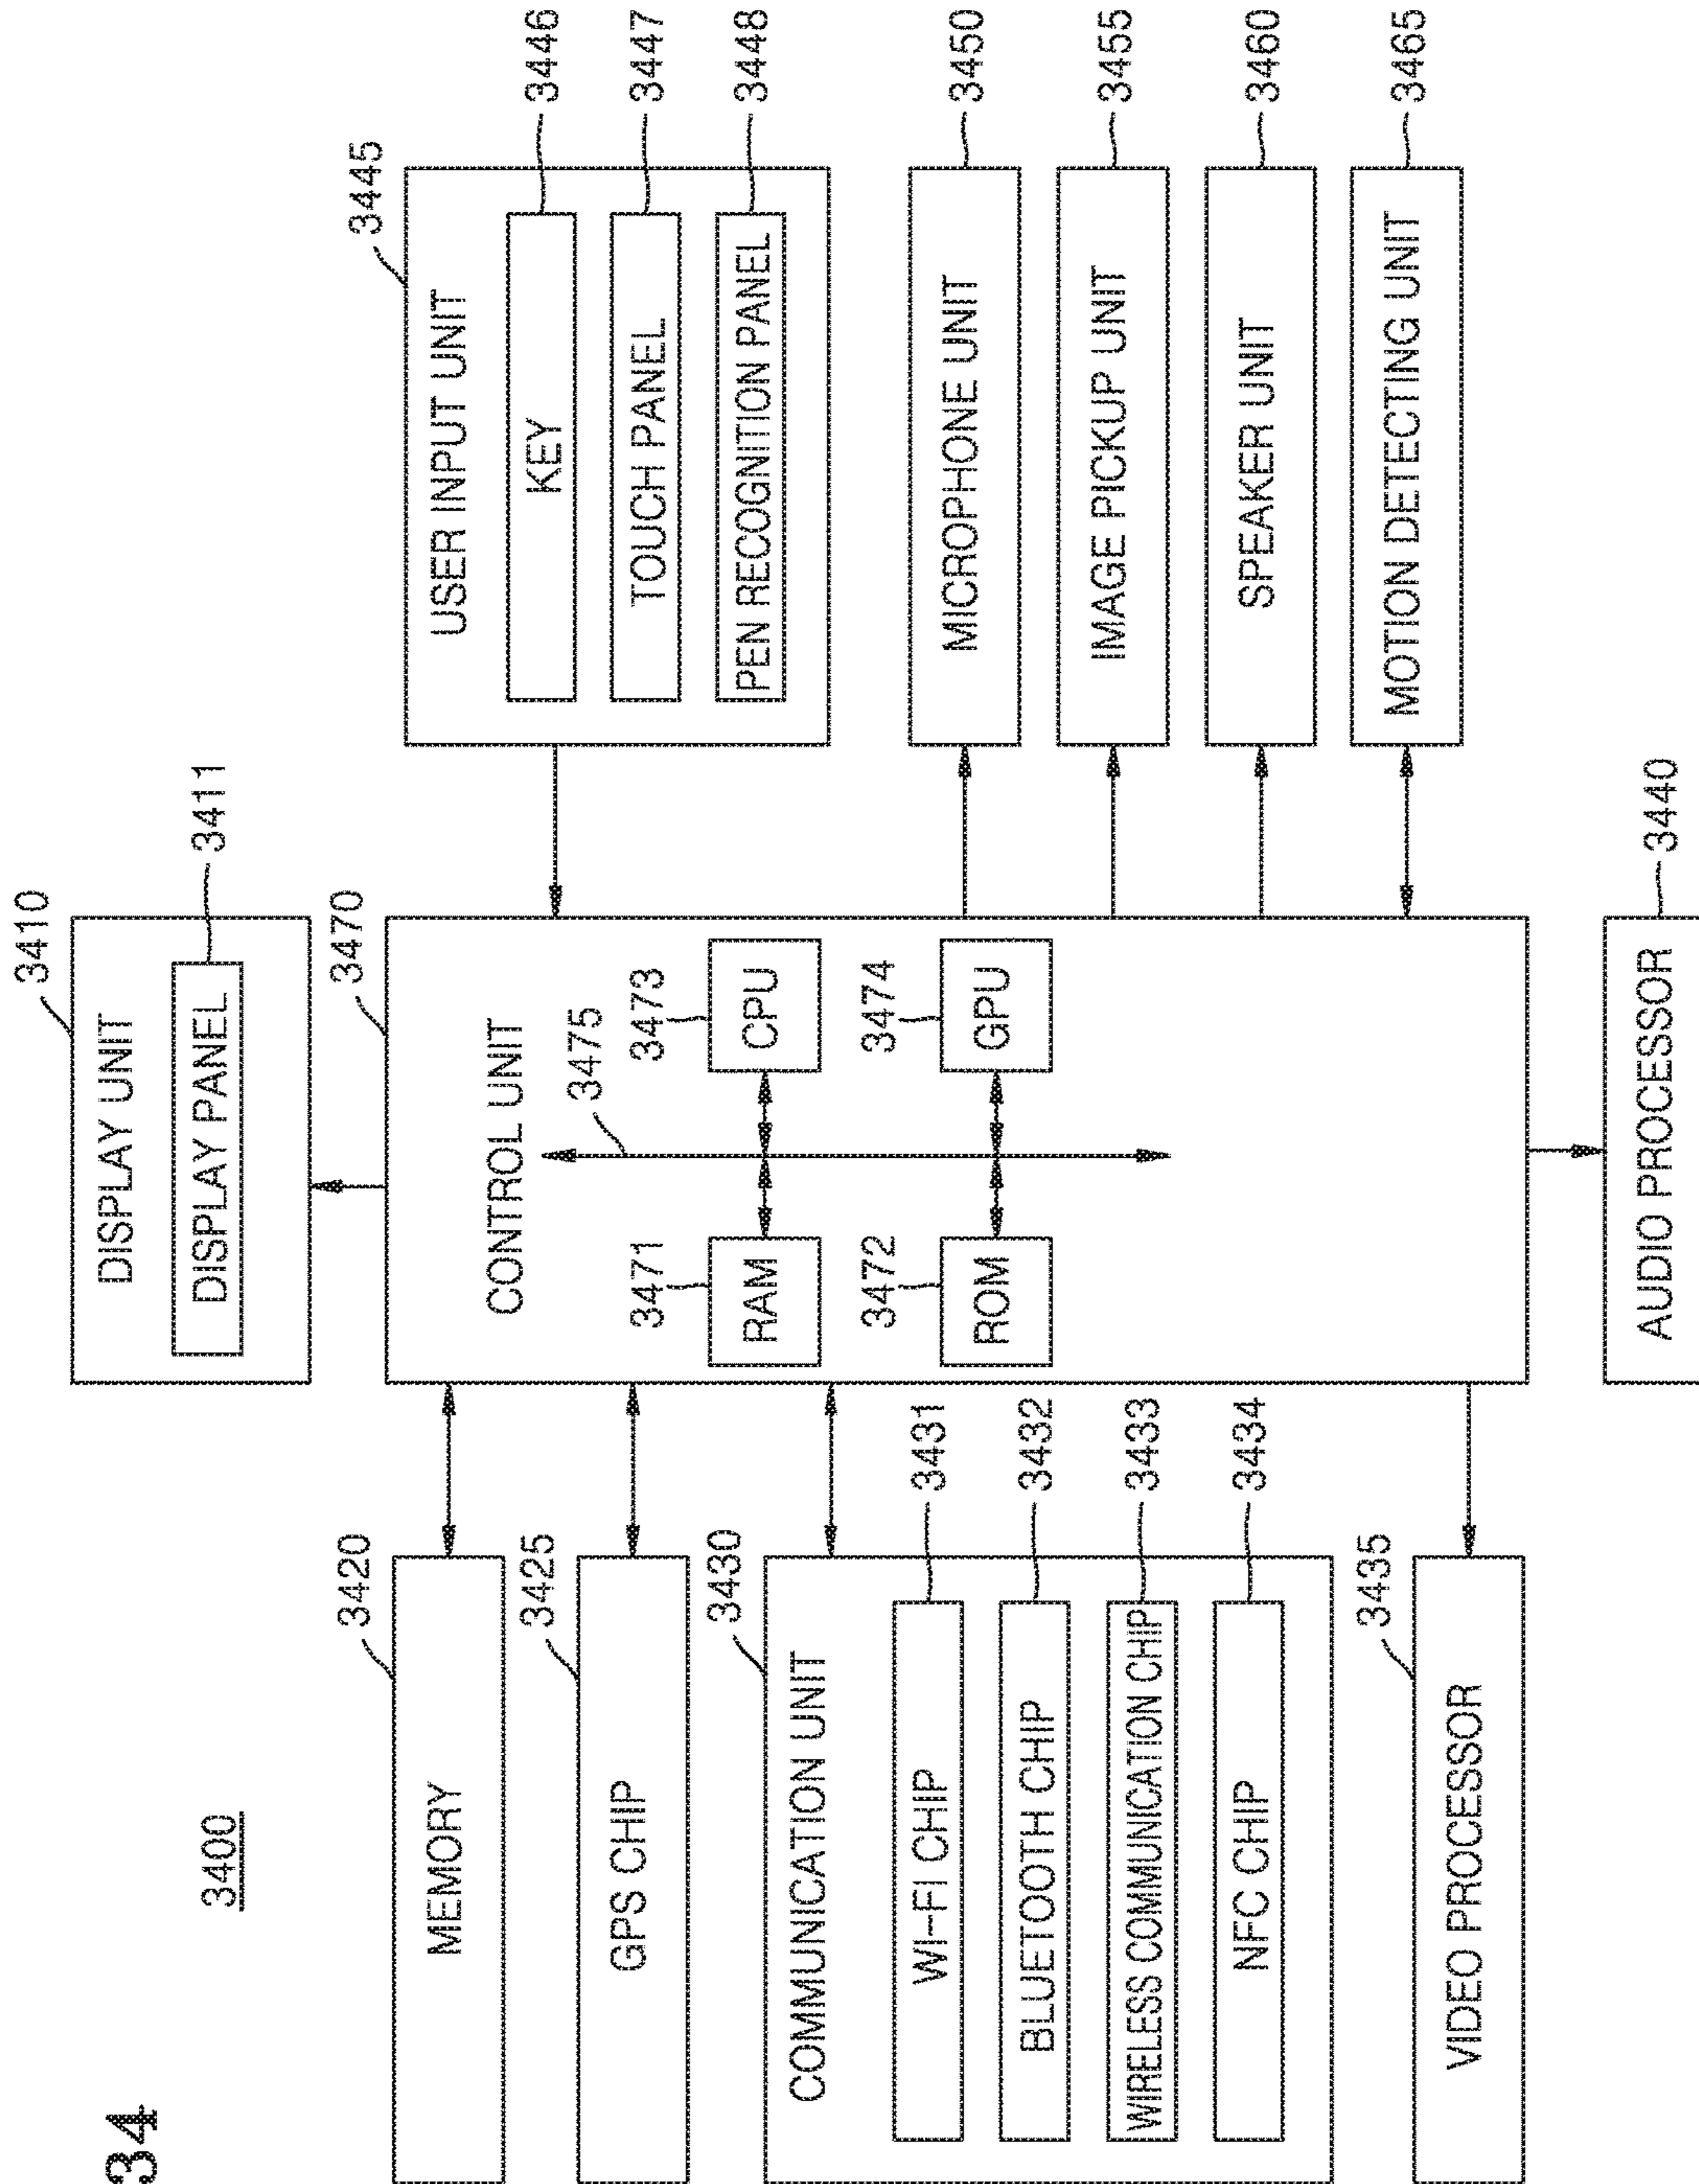 34
3400
3410
DISPLAY UNIT
3411
DISPLAY PANEL
3420
MEMORY
3425
GPS CHIP
3430
COMMUNICATION UNIT
3431
WI-FI CHIP
3432
BLUETOOTH CHIP
3433
WIRELESS COMMUNICATION CHIP
3434
NFC CHIP
3435
VIDEO PROCESSOR
3470
CONTROL UNIT
3475
3471
RAM
3473
CPU
3472
ROM
3474
GPU
3440
AUDIO PROCESSOR
3445
USER INPUT UNIT
3446
KEY
3447
TOUCH PANEL
3448
PEN RECOGNITION PANEL
3450
MICROPHONE UNIT
3455
IMAGE PICKUP UNIT
3460
SPEAKER UNIT
3465
MOTION DETECTING UNIT